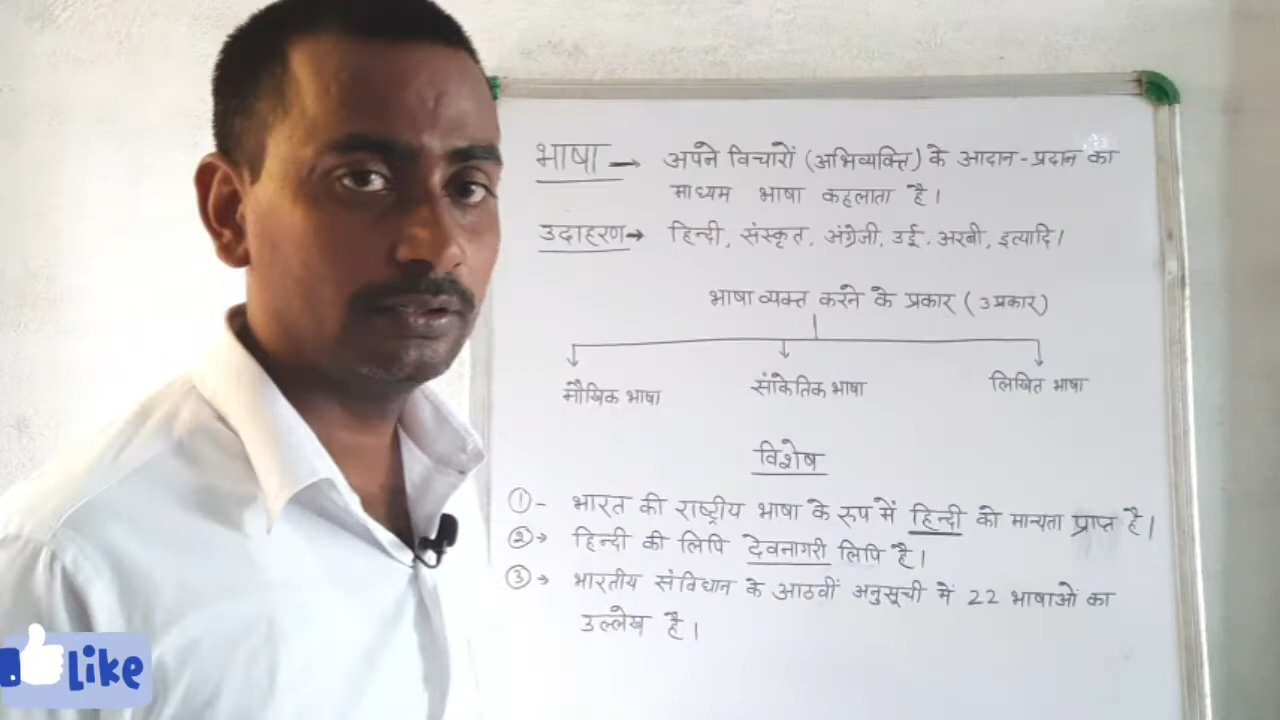 भाषा → अपने विचारों (अभिव्यक्ति) के आदान-प्रदान का
माध्यम भाषा कहलाता है।
उदाहरण → हिन्दी, संस्कृत, अंग्रेजी, उर्दू, अरबी, इत्यादि।
भाषा व्यक्त करने के प्रकार (3 प्रकार)
मौखिक भाषा सांकेतिक भाषा लिखित भाषा
विशेष
①- भारत की राष्ट्रीय भाषा के रूप में हिन्दी को मान्यता प्राप्त है।
②→ हिन्दी की लिपि देवनागरी लिपि है।
③→ भारतीय संविधान के आठवीं अनुसूची में 22 भाषाओं का
उल्लेख है।
Like